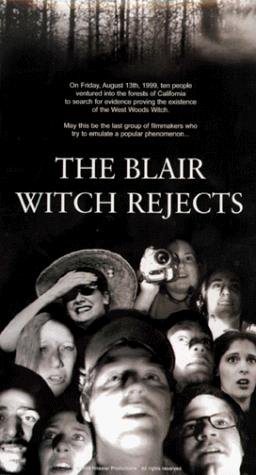 On Friday, August 13th, 1999, ten people
ventured into the forests of California
to search for evidence proving the existence
of the West Woods Witch.
May this be the last group of filmmakers who
try to emulate a popular phenomenon...
THE BLAIR
WITCH REJECTS
Productions All rights reserved